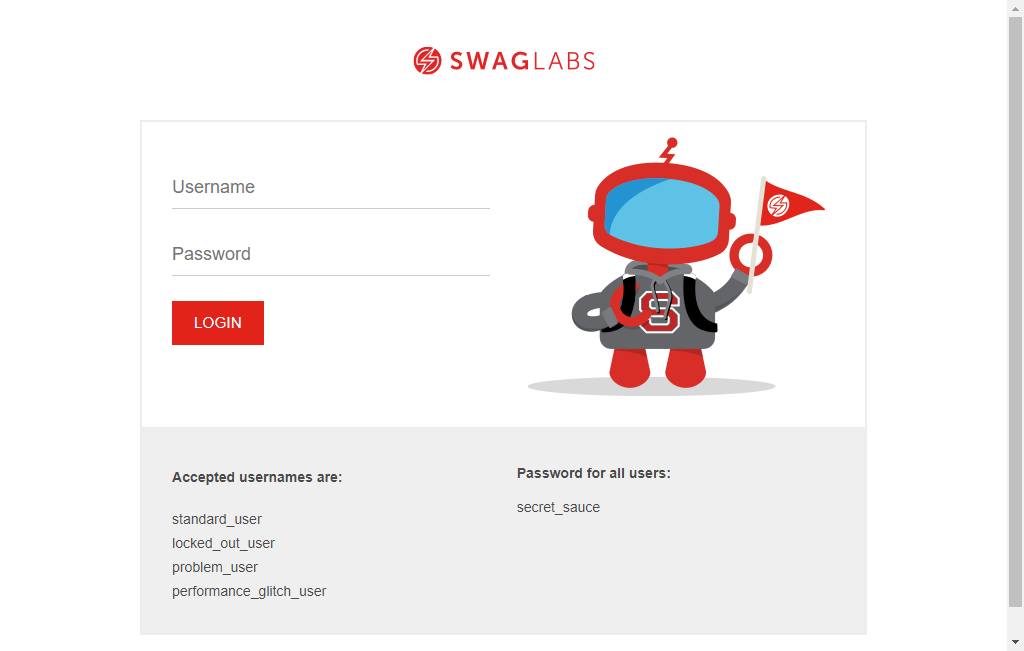 SWAGLABS
Username
Password
LOGIN
S
Accepted usernames are:
standard_user
locked_out_user
problem_user
performance_glitch_user
Password for all users:
secret_sauce